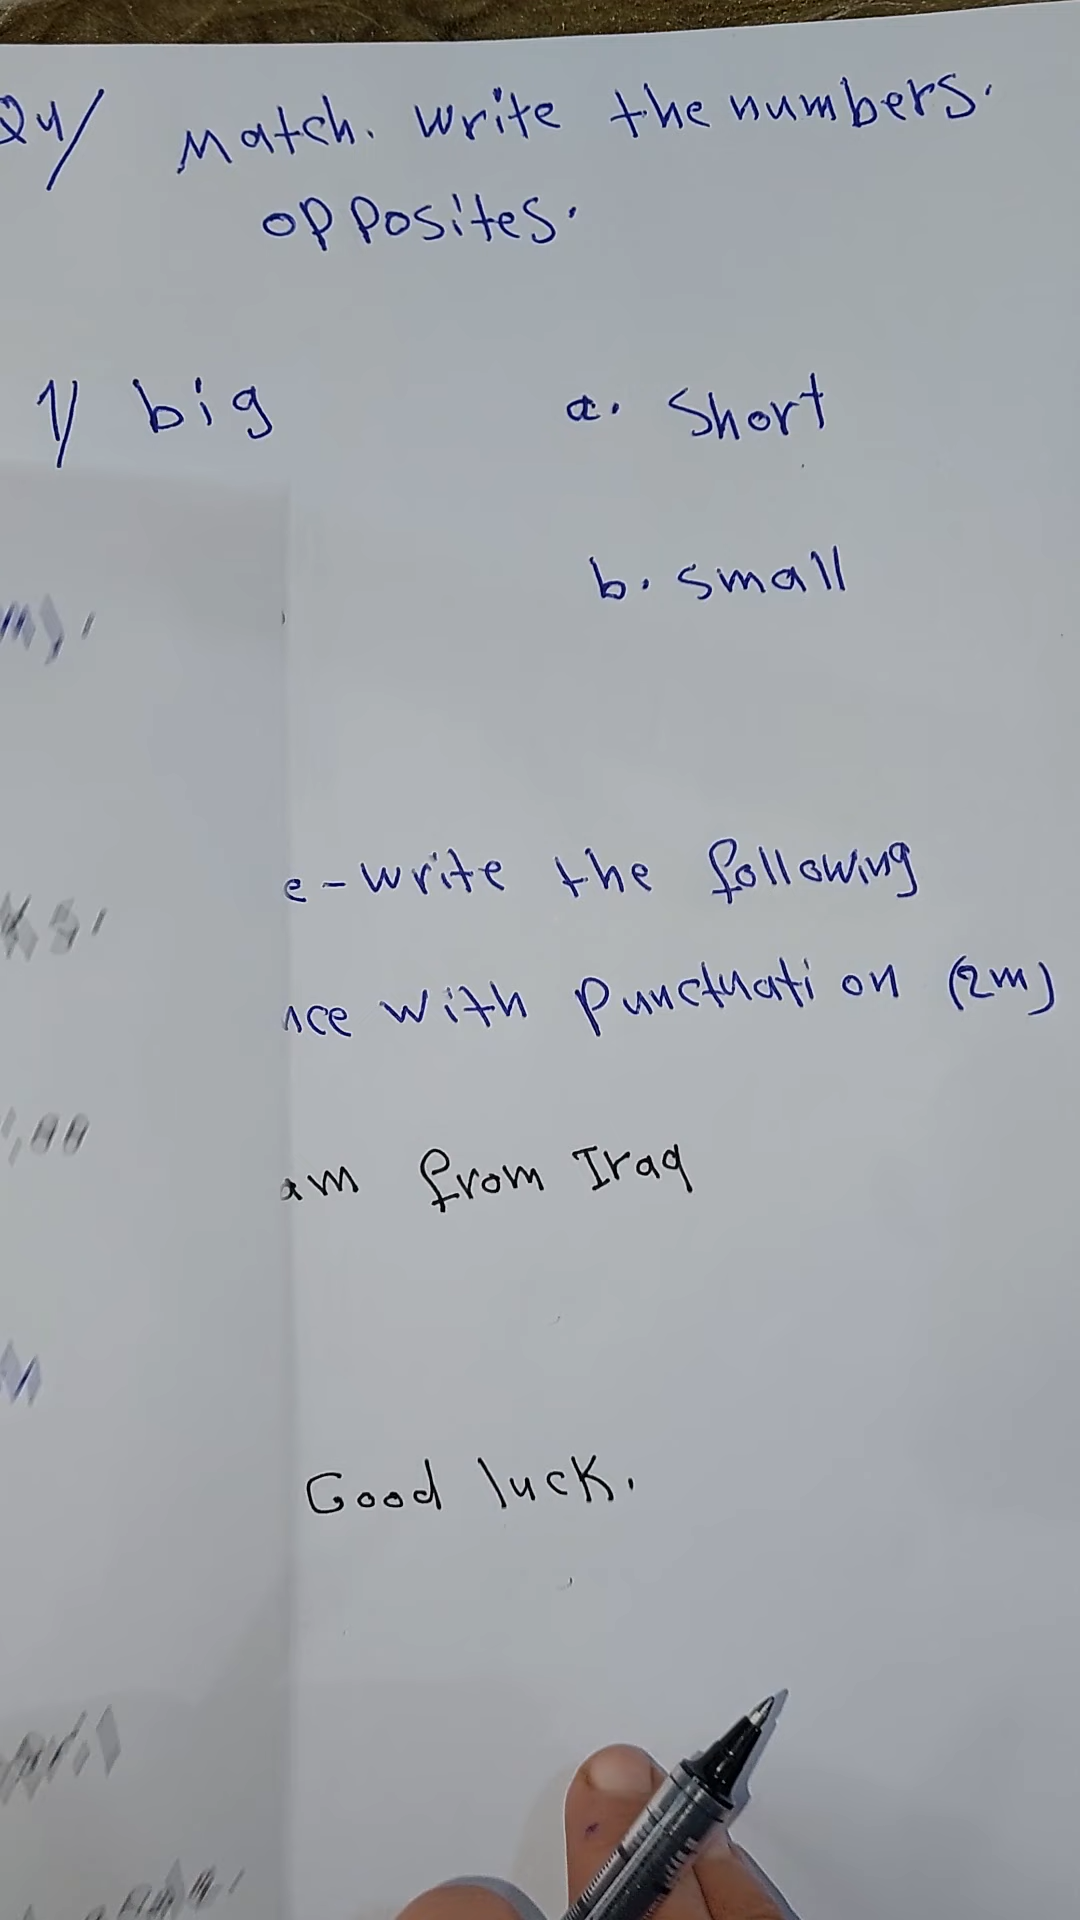 Q4/ Match. Write the numbers.
opposites.
1/ big
a. Short
b. small
e-write the following
nce with Punctuation (2m)
am from Iraq
Good luck.